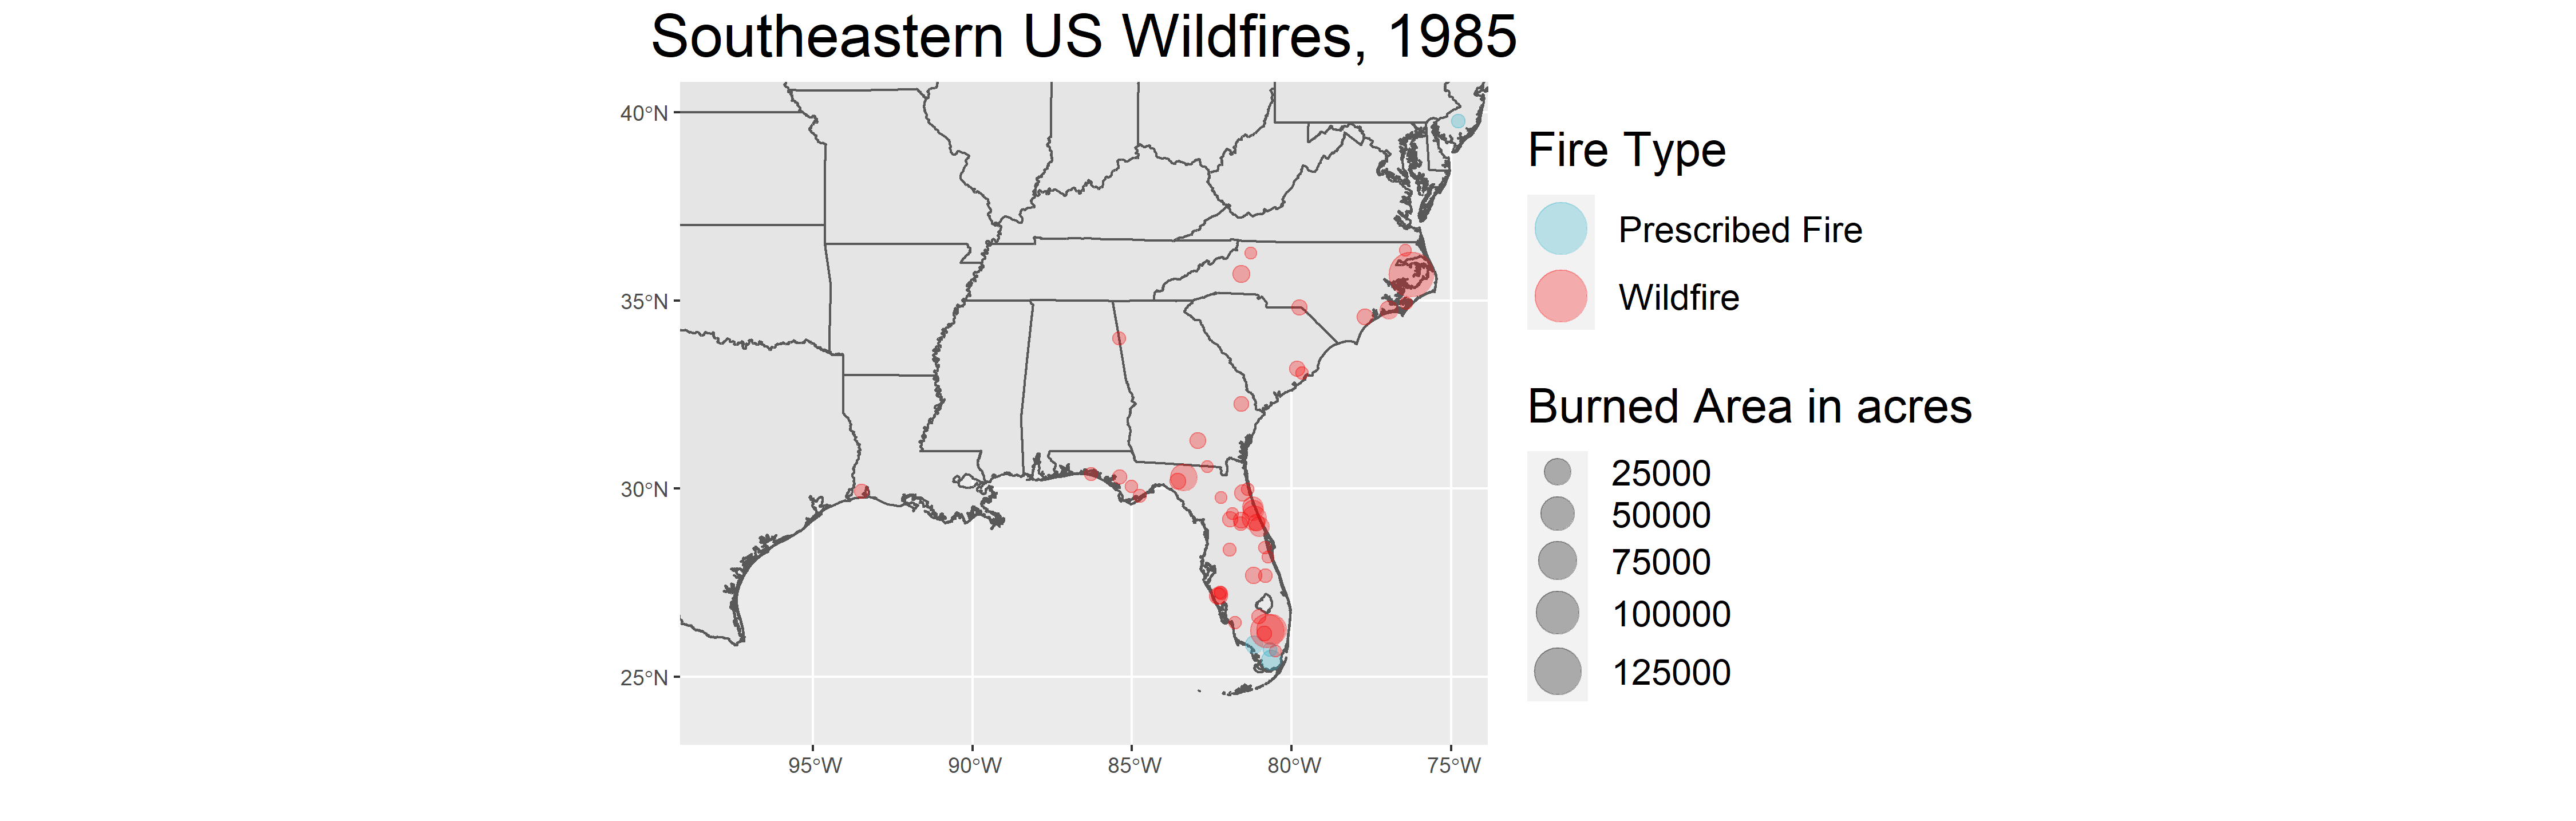 Southeastern US Wildfires, 1985
40°N
35°N
30°N
25°N
95°W
90°W
85°W
80°W
75°W
Fire Type
Prescribed Fire
Wildfire
Burned Area in acres
25000
50000
75000
100000
125000